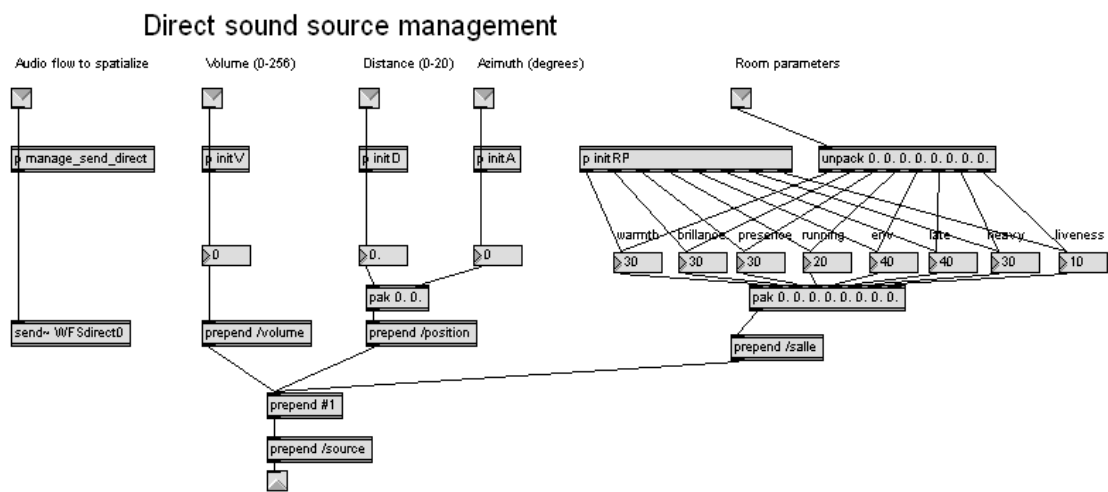 Direct sound source management
Audio flow to spatialize
Volume (0-256)
Distance (0-20)
Azimuth (degrees)
Room parameters
p manage_send_direct
p initV
p initD
p initA
p initRP
unpack 0. 0. 0. 0. 0. 0. 0. 0.
warmth
brillance
presence
running
env
late
heavy
liveness
0
0.
0
30
30
30
20
40
40
30
10
pak 0. 0.
pak 0. 0. 0. 0. 0. 0. 0. 0.
send~ WFSdirect0
prepend /volume
prepend /position
prepend /salle
prepend #1
prepend /source